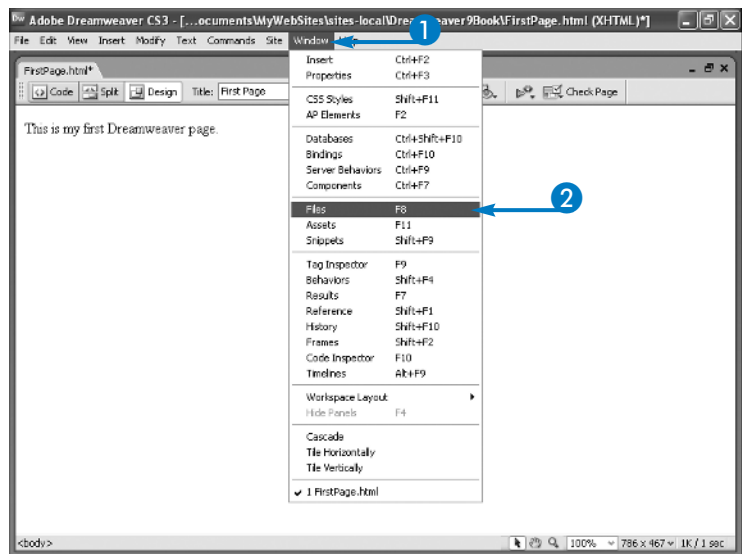 Adobe Dreamweaver CS3 - [...ocuments\MyWebSites\sites-local\Drea weaver9Book\FirstPage.html (XHTML)*]
File Edit View Insert Modify Text Commands Site Window
1
FirstPage.html*
Code Split Design Title: First Page Check Page
This is my first Dreamweaver page.
Insert Ctrl+F2
Properties Ctrl+F3
CSS Styles Shift+F11
AP Elements F2
Databases Ctrl+Shift+F10
Bindings Ctrl+F10
Server Behaviors Ctrl+F9
Components Ctrl+F7
Files F8
2
Assets F11
Snippets Shift+F9
Tag Inspector F9
Behaviors Shift+F4
Results F7
Reference Shift+F1
History Shift+F10
Frames Shift+F2
Code Inspector F10
Timelines Alt+F9
Workspace Layout
Hide Panels F4
Cascade
Tile Horizontally
Tile Vertically
1 FirstPage.html
<body> 100% 786 x 467 1K / 1 sec